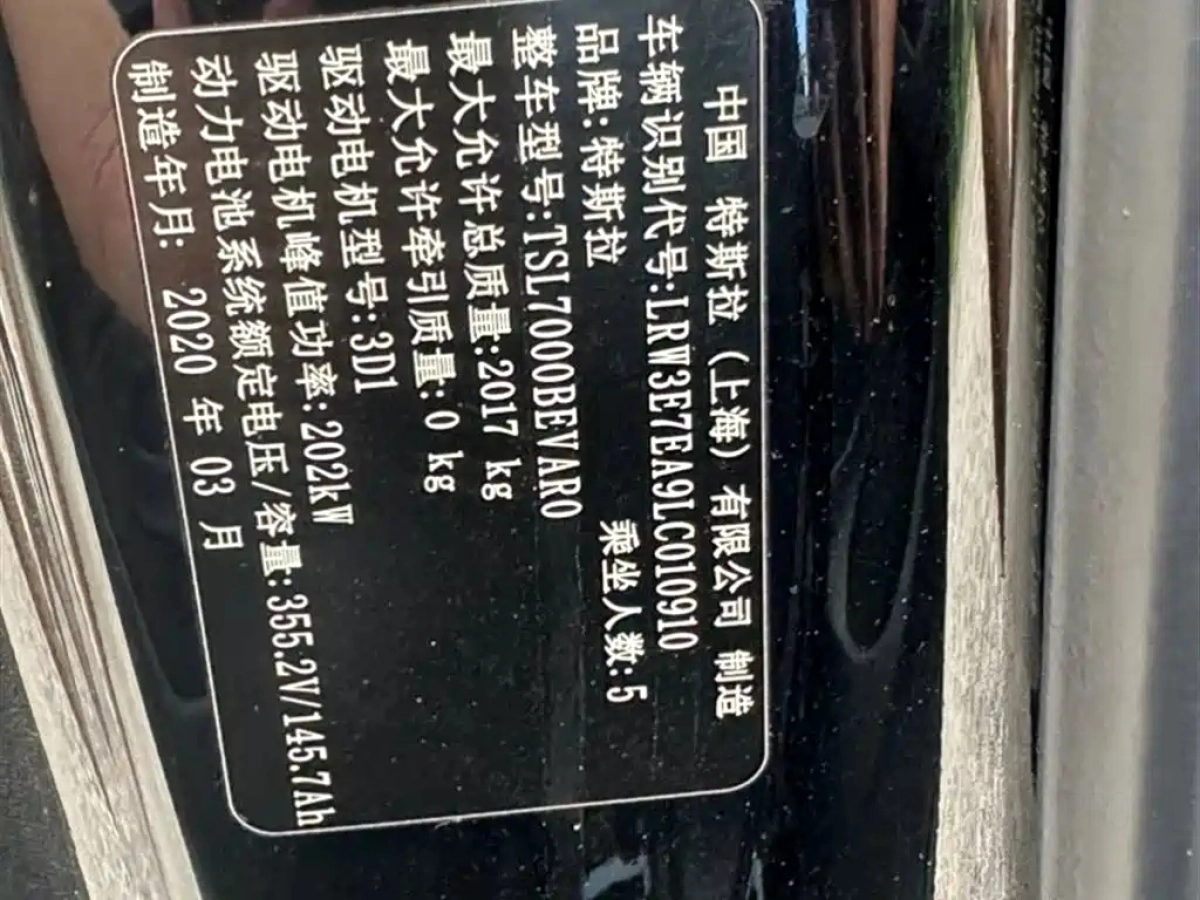 中国 特斯拉（上海）有限公司 制造
车辆识别代号:LRW3E7EA9LC010910
品牌:特斯拉 乘坐人数:5
整车型号:TSL7000BEVAR0
最大允许总质量:2017 kg
最大允许牵引质量:0 kg
驱动电机型号:3D1
驱动电机峰值功率:202kW
动力电池系统额定电压/容量:355.2V/145.7Ah
制造年月: 2020 年 03 月